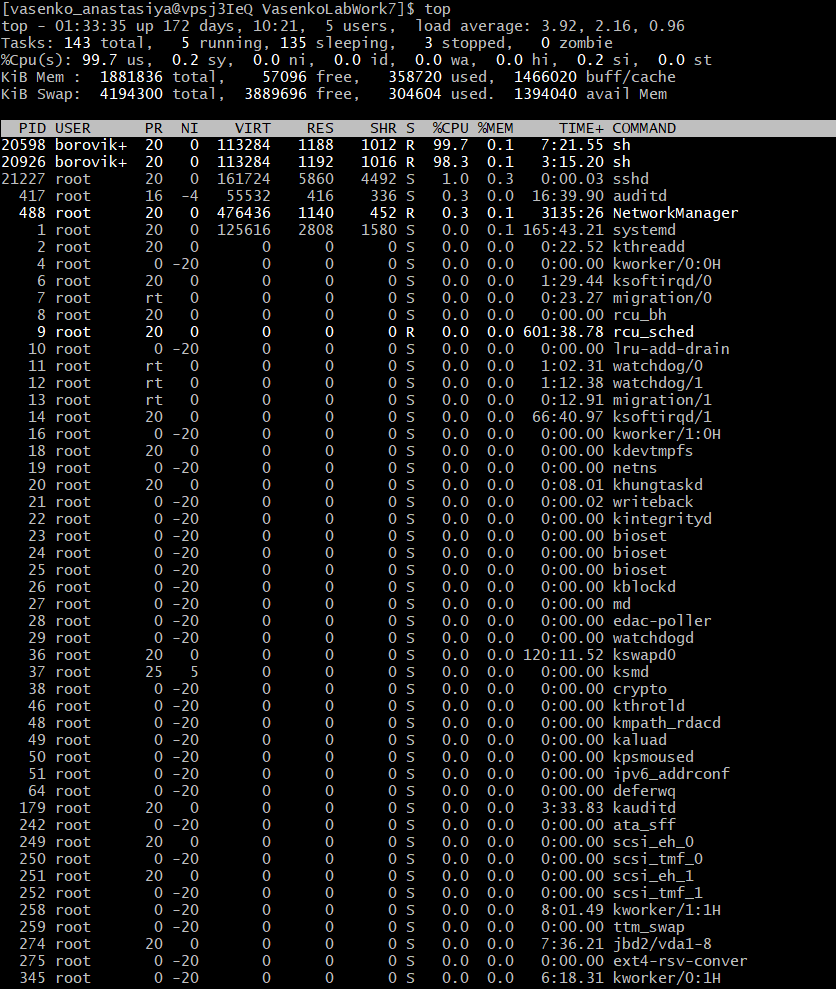 [vasenko_anastasiya@vpsj3IeQ VasenkoLabWork7]$ top
top - 01:33:35 up 172 days, 10:21,  5 users,  load average: 3.92, 2.16, 0.96
Tasks: 143 total,   5 running, 135 sleeping,   3 stopped,   0 zombie
%Cpu(s): 99.7 us,  0.2 sy,  0.0 ni,  0.0 id,  0.0 wa,  0.0 hi,  0.2 si,  0.0 st
KiB Mem :  1881836 total,    57096 free,   358720 used,  1466020 buff/cache
KiB Swap:  4194300 total,  3889696 free,   304604 used.  1394040 avail Mem
PID USER PR NI VIRT RES SHR S %CPU %MEM TIME+ COMMAND
20598 borovik+ 20 0 113284 1188 1012 R 99.7 0.1 7:21.55 sh
20926 borovik+ 20 0 113284 1192 1016 R 98.3 0.1 3:15.20 sh
21227 root 20 0 161724 5860 4492 S 1.0 0.3 0:00.03 sshd
417 root 16 -4 55532 416 336 S 0.3 0.0 16:39.90 auditd
488 root 20 0 476436 1140 452 R 0.3 0.1 3135:26 NetworkManager
1 root 20 0 125616 2808 1580 S 0.0 0.1 165:43.21 systemd
2 root 20 0 0 0 0 S 0.0 0.0 0:22.52 kthreadd
4 root 0 -20 0 0 0 S 0.0 0.0 0:00.00 kworker/0:0H
6 root 20 0 0 0 0 S 0.0 0.0 1:29.44 ksoftirqd/0
7 root rt 0 0 0 0 S 0.0 0.0 0:23.27 migration/0
8 root 20 0 0 0 0 S 0.0 0.0 0:00.00 rcu_bh
9 root 20 0 0 0 0 R 0.0 0.0 601:38.78 rcu_sched
10 root 0 -20 0 0 0 S 0.0 0.0 0:00.00 lru-add-drain
11 root rt 0 0 0 0 S 0.0 0.0 1:02.31 watchdog/0
12 root rt 0 0 0 0 S 0.0 0.0 1:12.38 watchdog/1
13 root rt 0 0 0 0 S 0.0 0.0 0:12.91 migration/1
14 root 20 0 0 0 0 S 0.0 0.0 66:40.97 ksoftirqd/1
16 root 0 -20 0 0 0 S 0.0 0.0 0:00.00 kworker/1:0H
18 root 20 0 0 0 0 S 0.0 0.0 0:00.00 kdevtmpfs
19 root 0 -20 0 0 0 S 0.0 0.0 0:00.00 netns
20 root 20 0 0 0 0 S 0.0 0.0 0:08.01 khungtaskd
21 root 0 -20 0 0 0 S 0.0 0.0 0:00.02 writeback
22 root 0 -20 0 0 0 S 0.0 0.0 0:00.00 kintegrityd
23 root 0 -20 0 0 0 S 0.0 0.0 0:00.00 bioset
24 root 0 -20 0 0 0 S 0.0 0.0 0:00.00 bioset
25 root 0 -20 0 0 0 S 0.0 0.0 0:00.00 bioset
26 root 0 -20 0 0 0 S 0.0 0.0 0:00.00 kblockd
27 root 0 -20 0 0 0 S 0.0 0.0 0:00.00 md
28 root 0 -20 0 0 0 S 0.0 0.0 0:00.00 edac-poller
29 root 0 -20 0 0 0 S 0.0 0.0 0:00.00 watchdogd
36 root 20 0 0 0 0 S 0.0 0.0 120:11.52 kswapd0
37 root 25 5 0 0 0 S 0.0 0.0 0:00.00 ksmd
38 root 0 -20 0 0 0 S 0.0 0.0 0:00.00 crypto
46 root 0 -20 0 0 0 S 0.0 0.0 0:00.00 kthrotld
48 root 0 -20 0 0 0 S 0.0 0.0 0:00.00 kmpath_rdacd
49 root 0 -20 0 0 0 S 0.0 0.0 0:00.00 kaluad
50 root 0 -20 0 0 0 S 0.0 0.0 0:00.00 kpsmoused
51 root 0 -20 0 0 0 S 0.0 0.0 0:00.00 ipv6_addrconf
64 root 0 -20 0 0 0 S 0.0 0.0 0:00.00 deferwq
179 root 20 0 0 0 0 S 0.0 0.0 3:33.83 kauditd
242 root 0 -20 0 0 0 S 0.0 0.0 0:00.00 ata_sff
249 root 20 0 0 0 0 S 0.0 0.0 0:00.00 scsi_eh_0
250 root 0 -20 0 0 0 S 0.0 0.0 0:00.00 scsi_tmf_0
251 root 20 0 0 0 0 S 0.0 0.0 0:00.00 scsi_eh_1
252 root 0 -20 0 0 0 S 0.0 0.0 0:00.00 scsi_tmf_1
258 root 0 -20 0 0 0 S 0.0 0.0 8:01.49 kworker/1:1H
259 root 0 -20 0 0 0 S 0.0 0.0 0:00.00 ttm_swap
274 root 20 0 0 0 0 S 0.0 0.0 7:36.21 jbd2/vda1-8
275 root 0 -20 0 0 0 S 0.0 0.0 0:00.00 ext4-rsv-conver
345 root 0 -20 0 0 0 S 0.0 0.0 6:18.31 kworker/0:1H